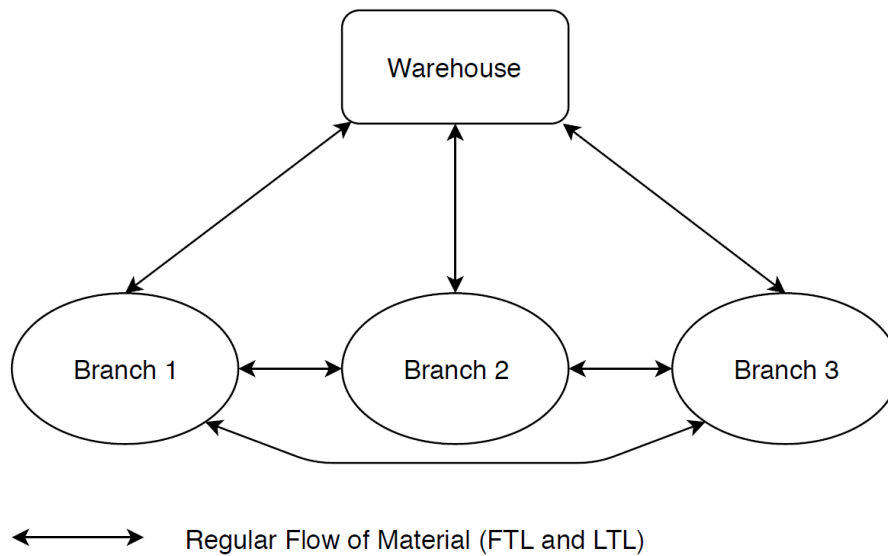 Warehouse
Branch 1
Branch 2
Branch 3
Regular Flow of Material (FTL and LTL)